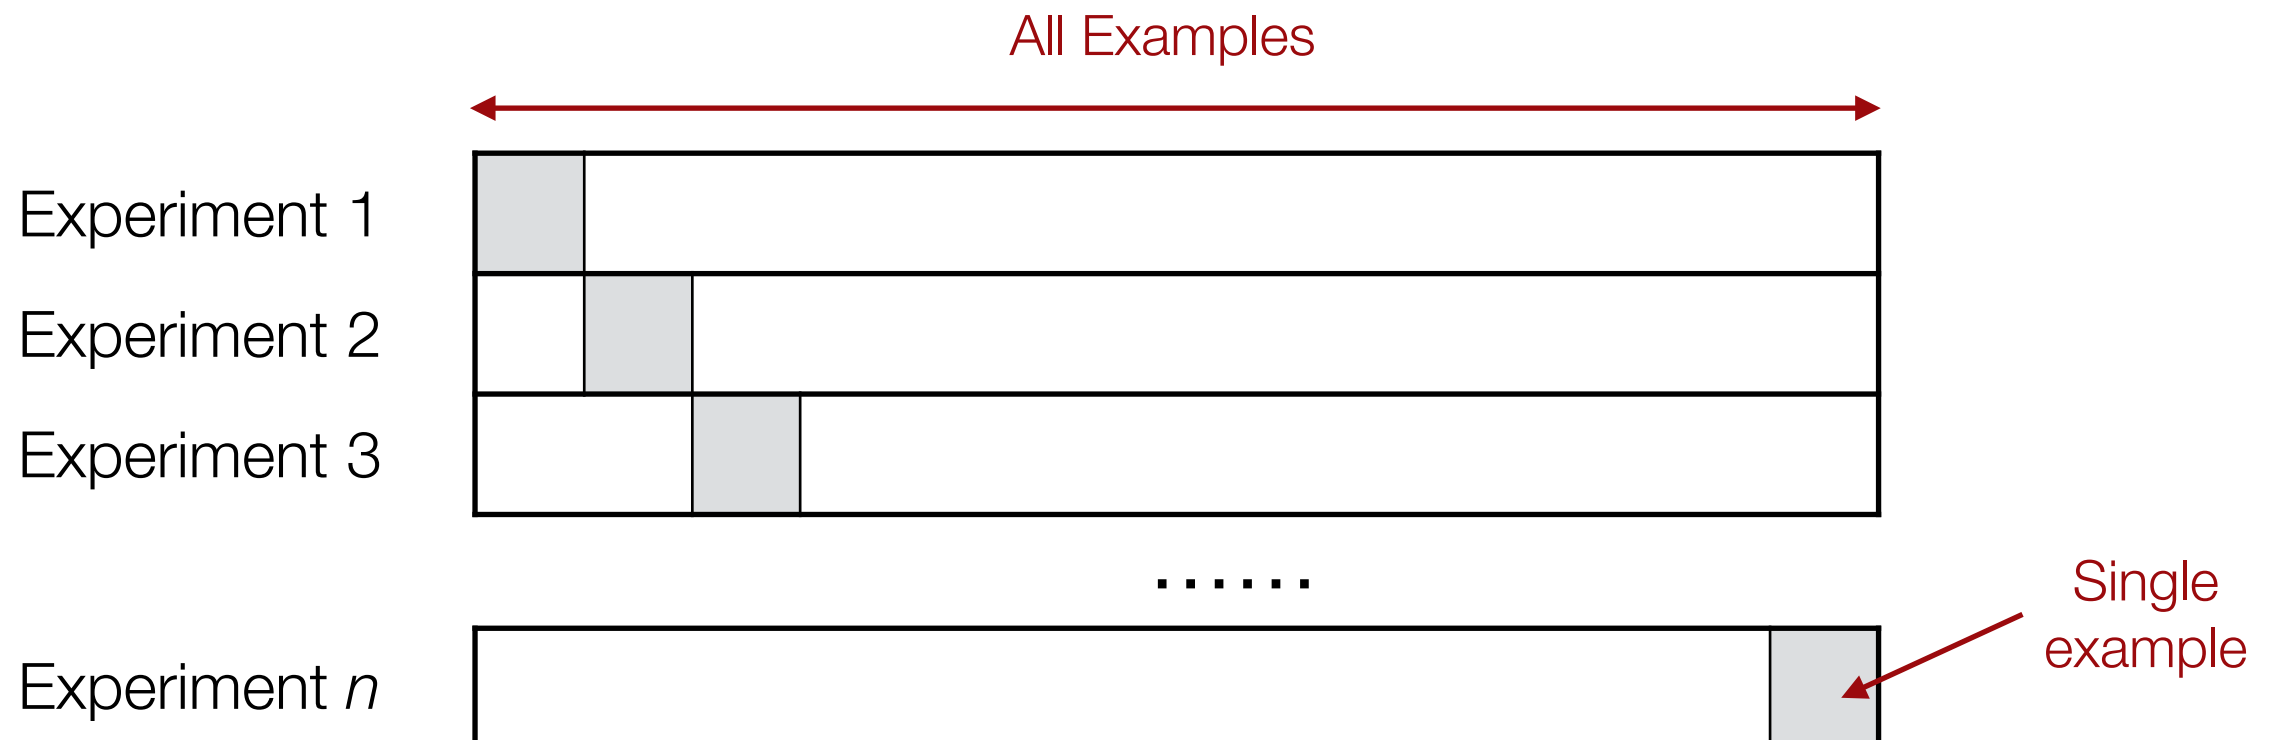 All Examples
Experiment 1
Experiment 2
Experiment 3
......
Single
example
Experiment n